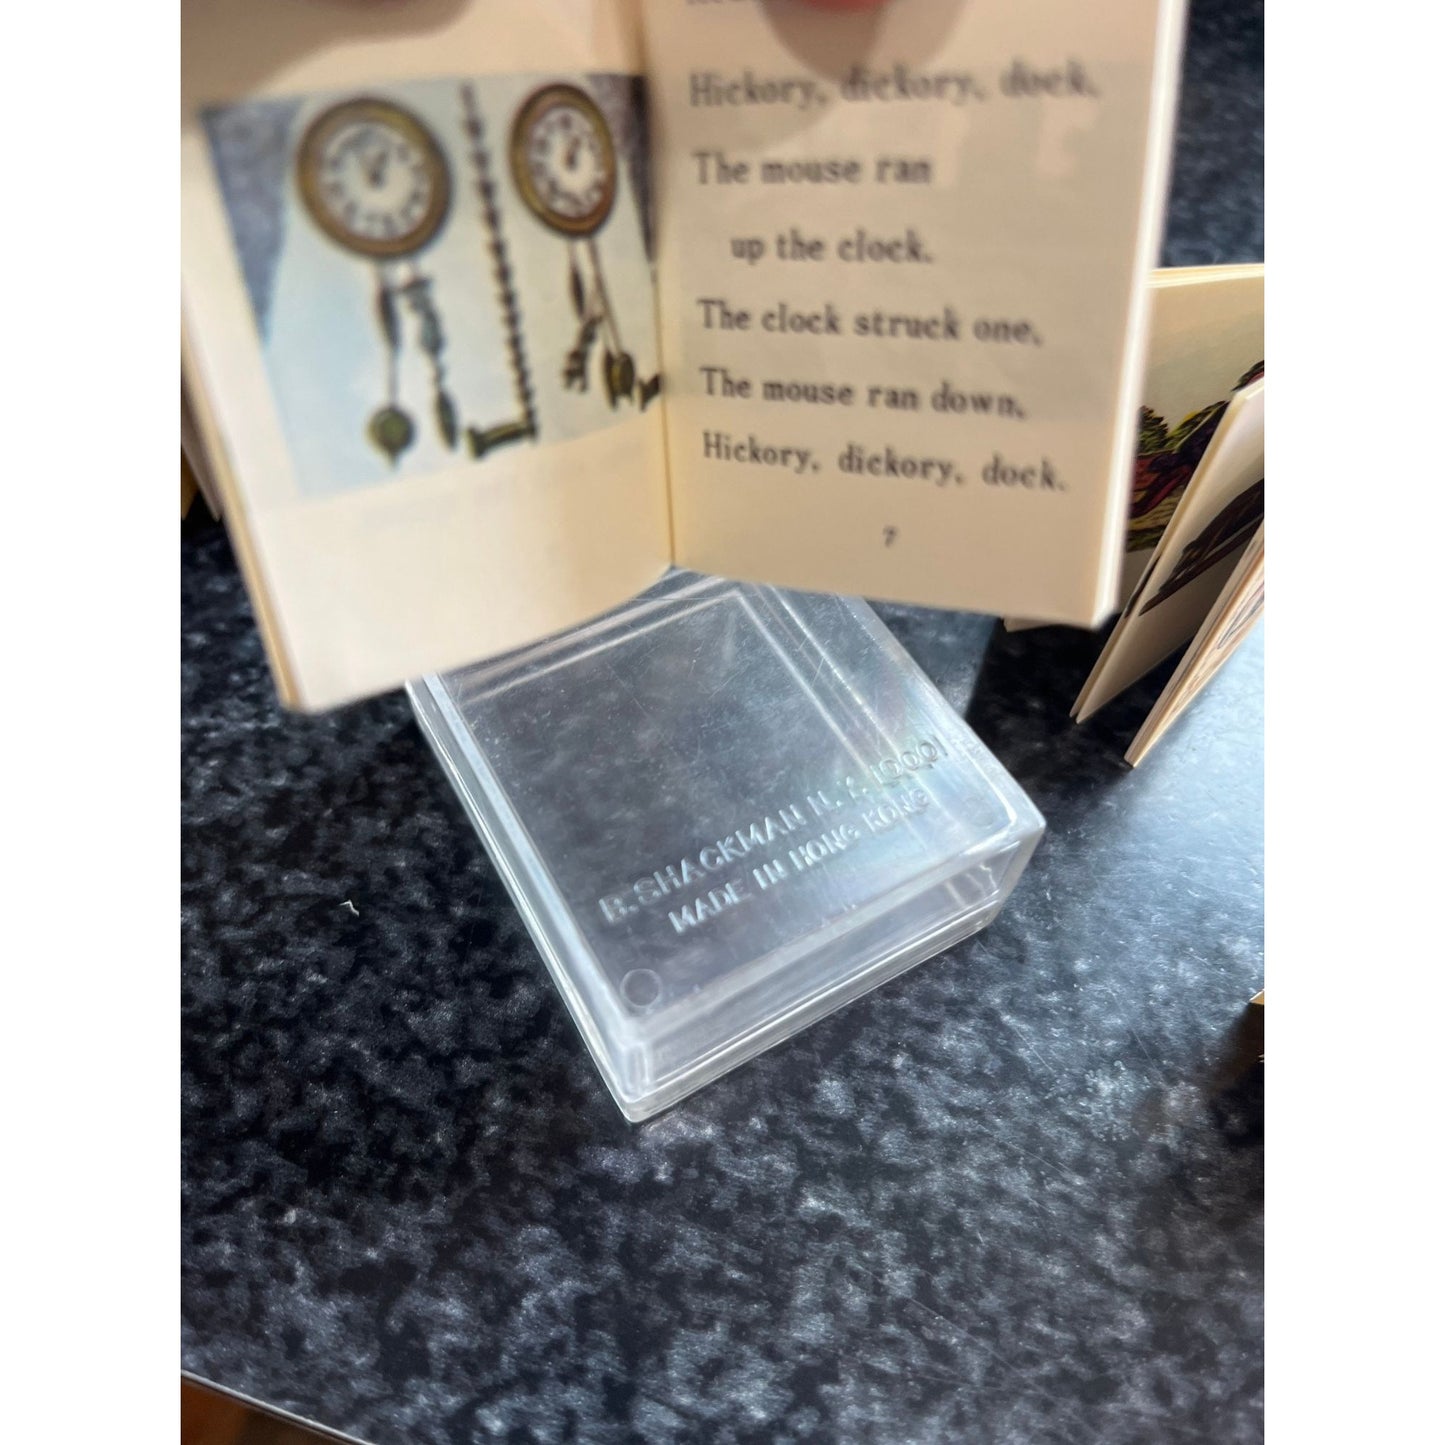 Hickory, dickory, dock,
The mouse ran
up the clock.
The clock struck one,
The mouse ran down,
Hickory, dickory, dock.
7
B. SHACKMAN N. Y. 10001
MADE IN HONG KONG